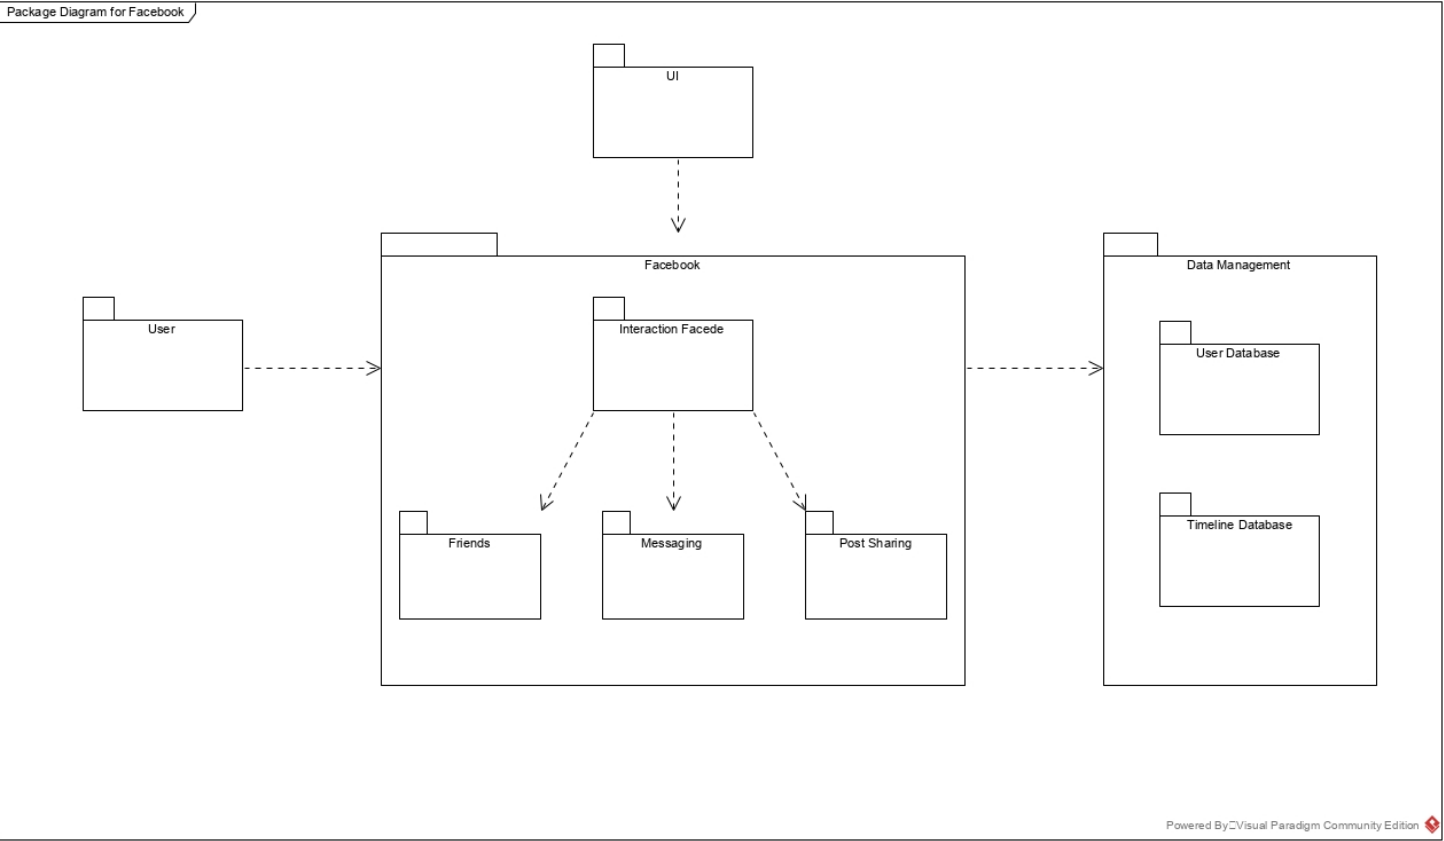 Package Diagram for Facebook
UI
Facebook
Data Management
User
Interaction Facede
User Database
Timeline Database
Friends
Messaging
Post Sharing
Powered By Visual Paradigm Community Edition